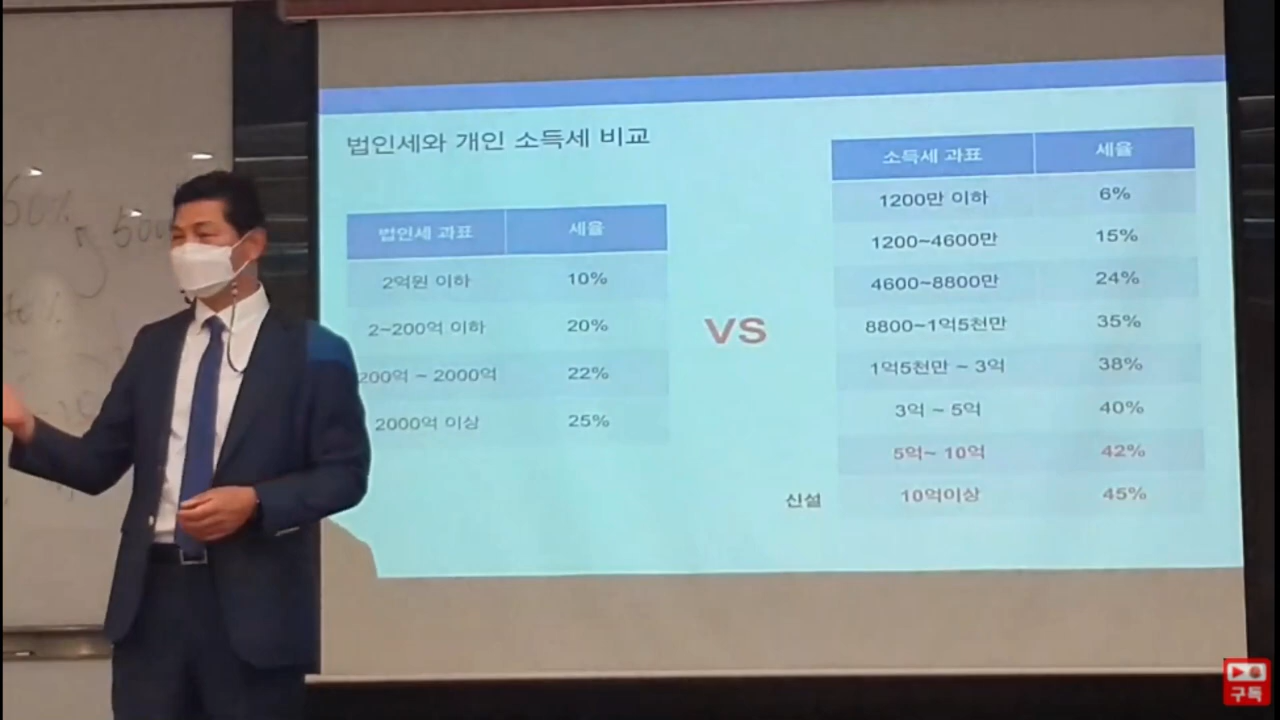 법인세와 개인 소득세 비교
법인세 과표 세율
2억원 이하 10%
2~200억 이하 20%
200억 ~ 2000억 22%
2000억 이상 25%
VS
소득세 과표 세율
1200만 이하 6%
1200~4600만 15%
4600~8800만 24%
8800~1억5천만 35%
1억5천만 ~ 3억 38%
3억 ~ 5억 40%
5억~ 10억 42%
신설 10억이상 45%
구독